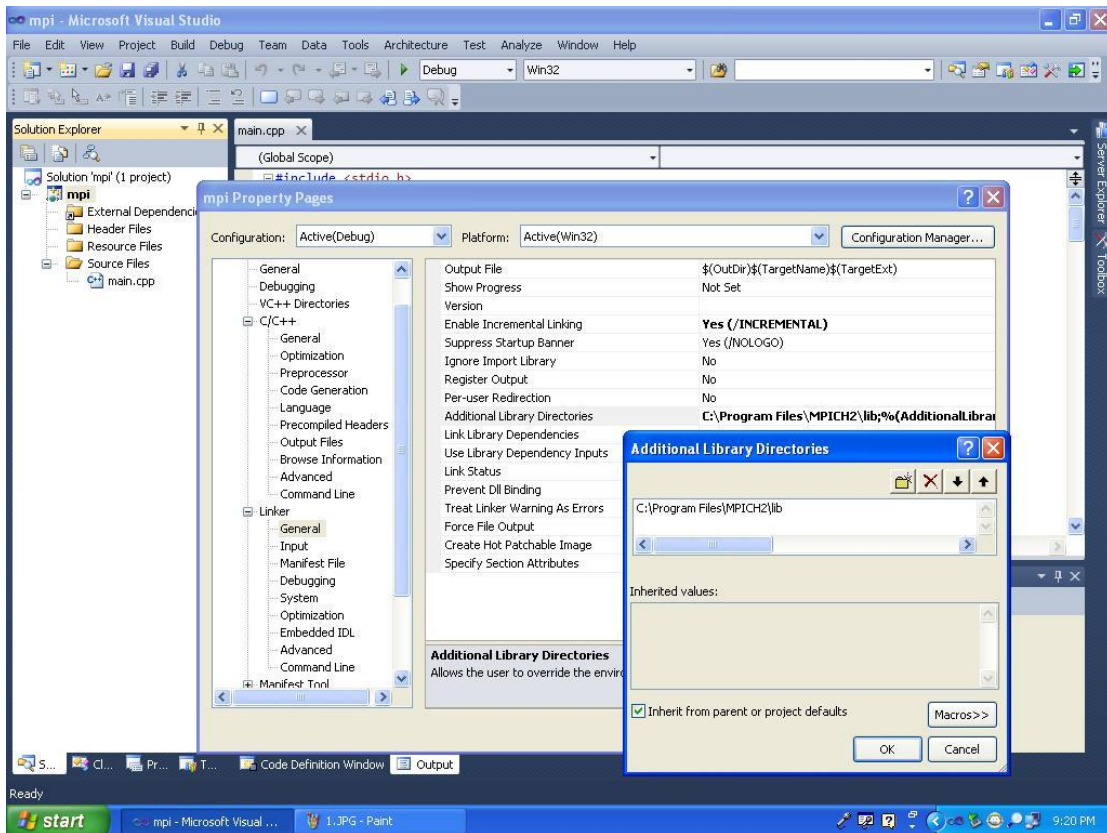 mpi - Microsoft Visual Studio
File Edit View Project Build Debug Team Data Tools Architecture Test Analyze Window Help
Debug Win32
Solution Explorer
main.cpp
(Global Scope)
Solution 'mpi' (1 project)
mpi
External Dependenci
Header Files
Resource Files
Source Files
main.cpp
#include <stdio.h>
Server Explorer
Toolbox
mpi Property Pages
Configuration: Active(Debug) Platform: Active(Win32) Configuration Manager...
General
Debugging
VC++ Directories
C/C++
General
Optimization
Preprocessor
Code Generation
Language
Precompiled Headers
Output Files
Browse Information
Advanced
Command Line
Linker
General
Input
Manifest File
Debugging
System
Optimization
Embedded IDL
Advanced
Command Line
Manifest Tool
Output File $(OutDir)$(TargetName)$(TargetExt)
Show Progress Not Set
Version
Enable Incremental Linking Yes (/INCREMENTAL)
Suppress Startup Banner Yes (/NOLOGO)
Ignore Import Library No
Register Output No
Per-user Redirection No
Additional Library Directories C:\Program Files\MPICH2\lib;%(AdditionalLibrar
Link Library Dependencies
Use Library Dependency Inputs
Link Status
Prevent Dll Binding
Treat Linker Warning As Errors
Force File Output
Create Hot Patchable Image
Specify Section Attributes
Additional Library Directories
Allows the user to override the enviro
Additional Library Directories
C:\Program Files\MPICH2\lib
Inherited values:
Inherit from parent or project defaults
Macros>>
OK Cancel
S... Cl... Pr... T... Code Definition Window Output
Ready
start mpi - Microsoft Visual ... 1.JPG - Paint 9:20 PM